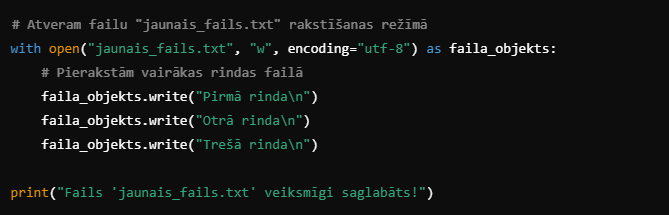 # Atveram failu "jaunais_fails.txt" rakstīšanas režīmā
with open("jaunais_fails.txt", "w", encoding="utf-8") as faila_objekts:
    # Pierakstām vairākas rindas failā
    faila_objekts.write("Pirmā rinda\n")
    faila_objekts.write("Otrā rinda\n")
    faila_objekts.write("Trešā rinda\n")
print("Fails 'jaunais_fails.txt' veiksmīgi saglabāts!")